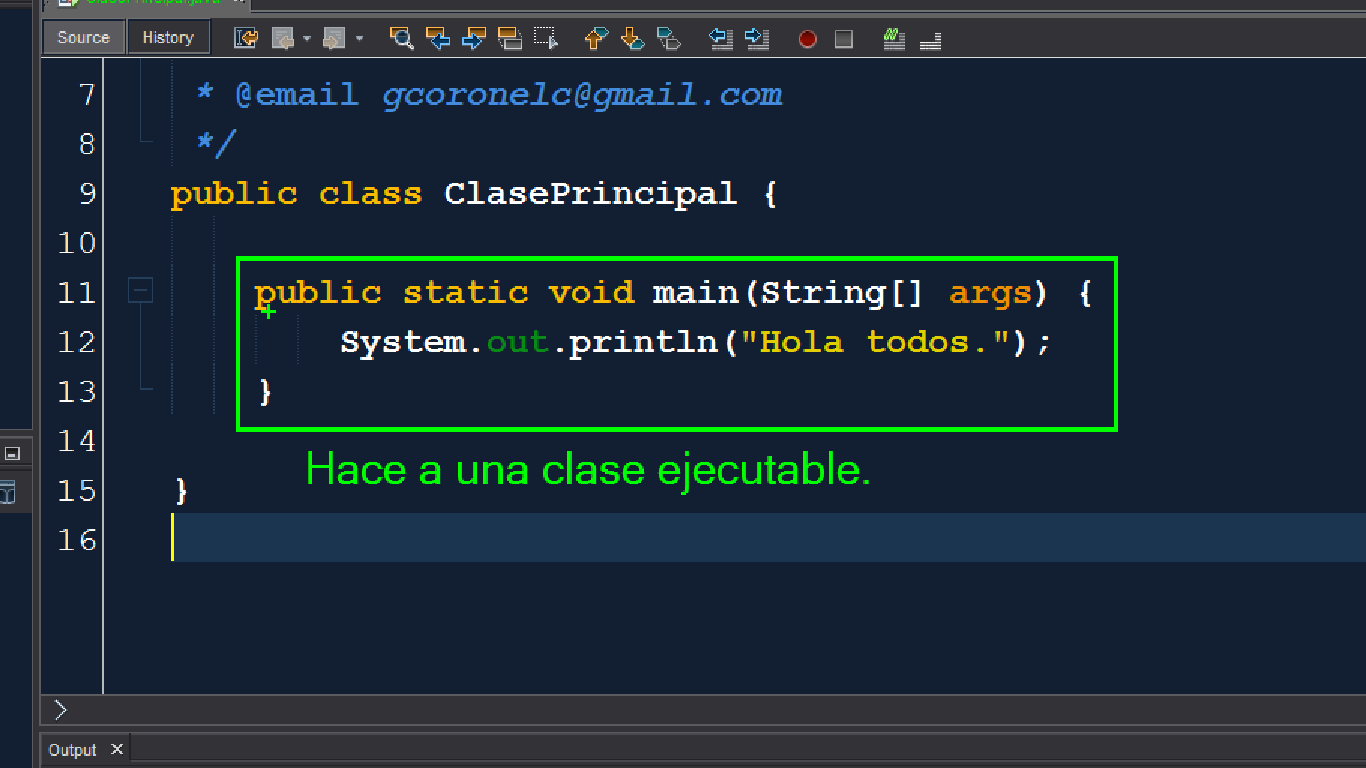 Source History
7 * @email gcoronelc@gmail.com
8 */
9 public class ClasePrincipal {
10
11 public static void main(String[] args) {
12 System.out.println("Hola todos.");
13 }
14
Hace a una clase ejecutable.
15 }
16
Output